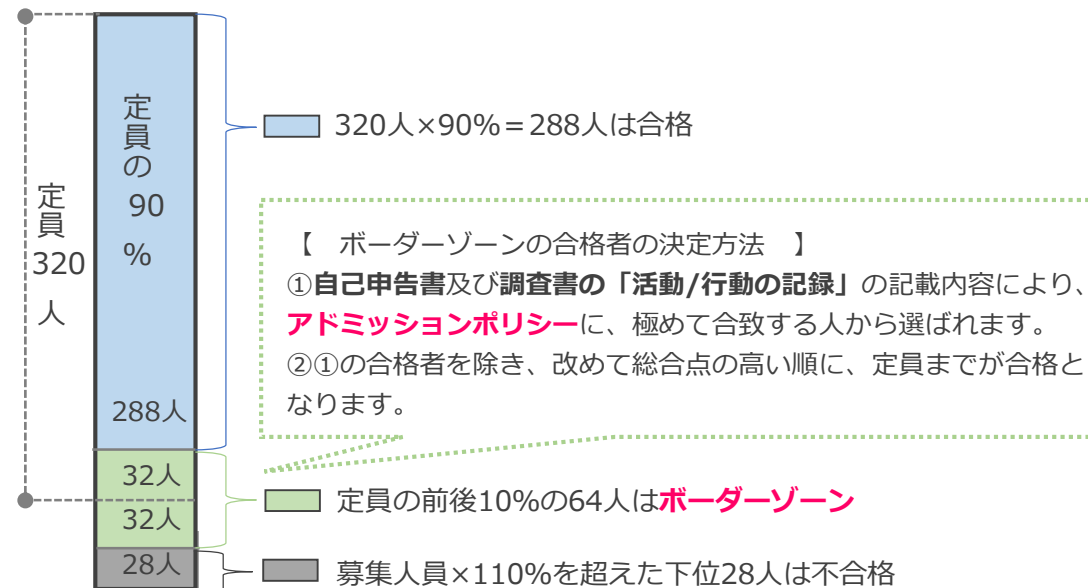 定員の
90
%
定員
320
人
320人×90%＝288人は合格
【　ボーダーゾーンの合格者の決定方法　】
①自己申告書及び調査書の「活動/行動の記録」の記載内容により、
アドミッションポリシーに、極めて合致する人から選ばれます。
②①の合格者を除き、改めて総合点の高い順に、定員までが合格と
なります。
288人
32人
32人
定員の前後10%の64人はボーダーゾーン
28人
募集人員×110%を超えた下位28人は不合格